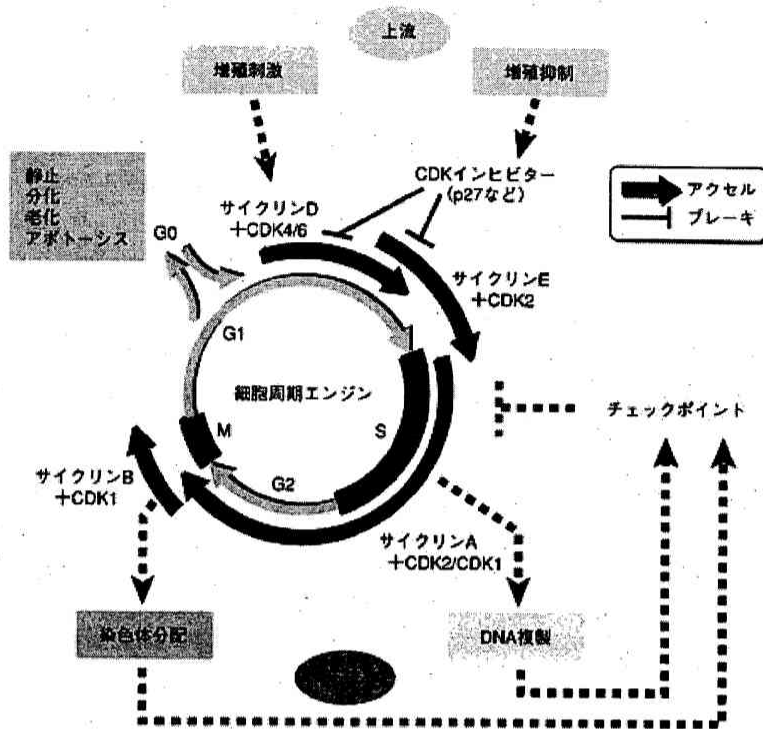 上流
増殖刺激
増殖抑制
静止
分化
老化
アポトーシス
G0
CDKインヒビター
(p27など)
アクセル
ブレーキ
サイクリンD
+CDK4/6
サイクリンE
+CDK2
G1
細胞周期エンジン
チェックポイント
M
S
サイクリンB
+CDK1
G2
サイクリンA
+CDK2/CDK1
染色体分配
DNA複製